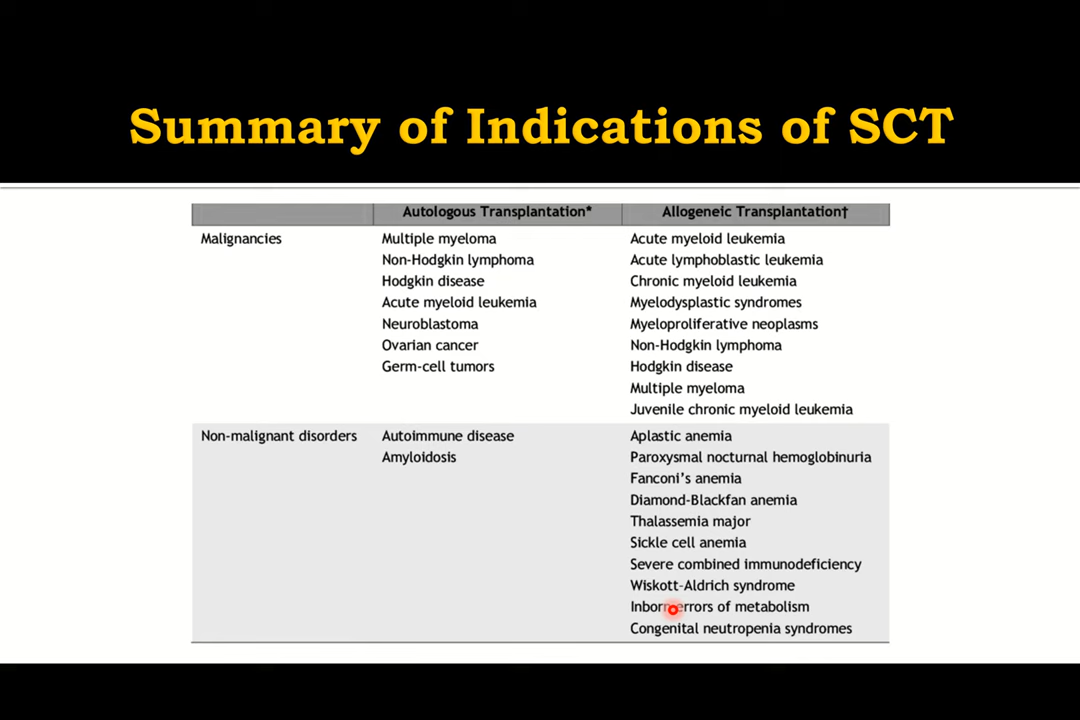 Summary of Indications of SCT
Autologous Transplantation* Allogeneic Transplantation†
Malignancies Multiple myeloma Acute myeloid leukemia
Non-Hodgkin lymphoma Acute lymphoblastic leukemia
Hodgkin disease Chronic myeloid leukemia
Acute myeloid leukemia Myelodysplastic syndromes
Neuroblastoma Myeloproliferative neoplasms
Ovarian cancer Non-Hodgkin lymphoma
Germ-cell tumors Hodgkin disease
Multiple myeloma
Juvenile chronic myeloid leukemia
Non-malignant disorders Autoimmune disease Aplastic anemia
Amyloidosis Paroxysmal nocturnal hemoglobinuria
Fanconi's anemia
Diamond-Blackfan anemia
Thalassemia major
Sickle cell anemia
Severe combined immunodeficiency
Wiskott-Aldrich syndrome
Inborn errors of metabolism
Congenital neutropenia syndromes